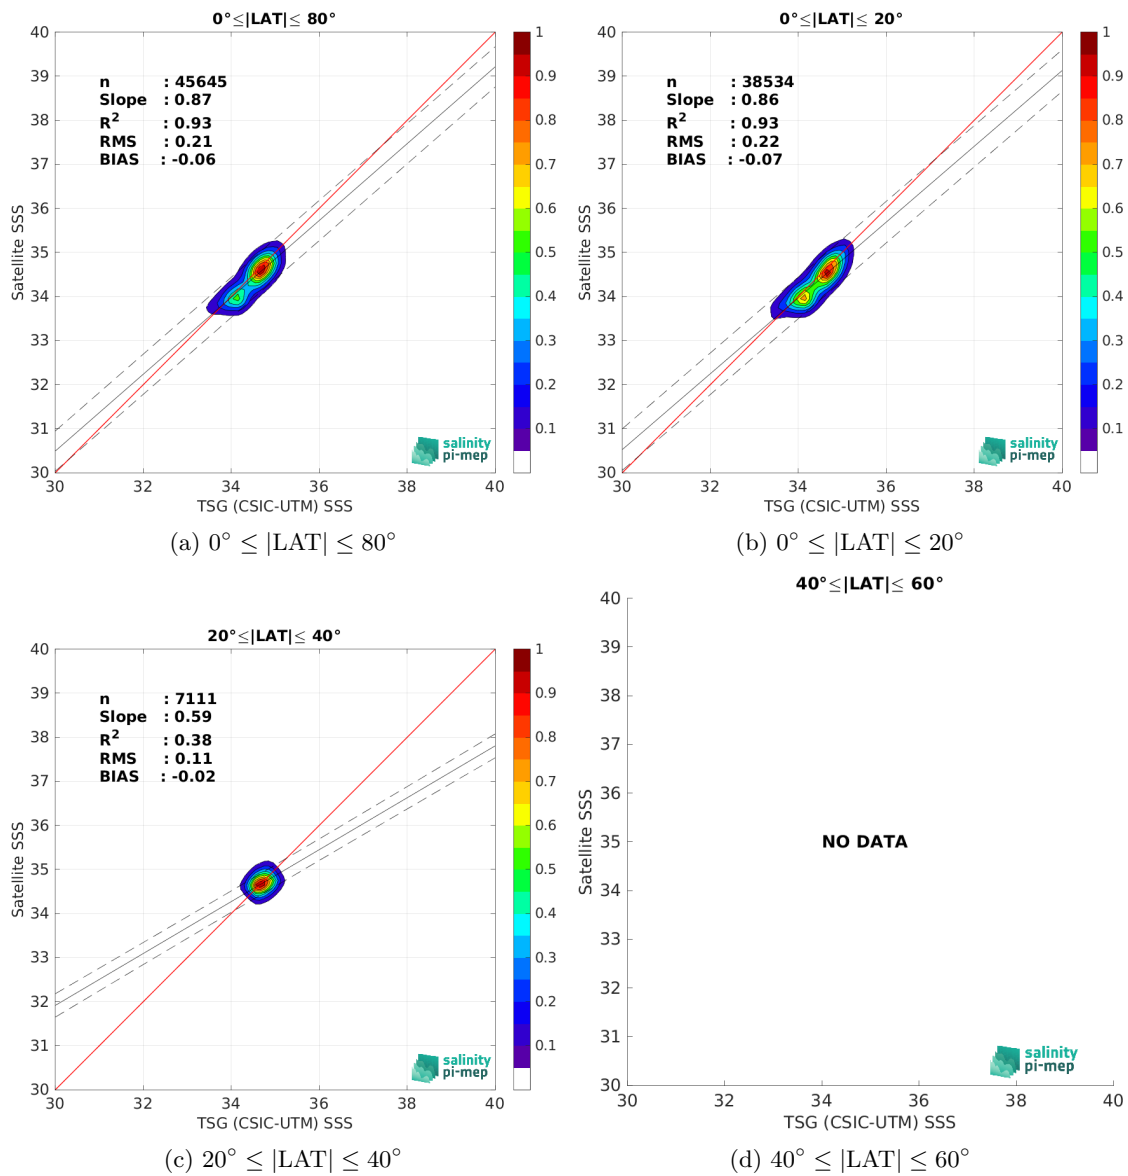 0°≤|LAT|≤ 80°
40
39
38
37
36
35
34
33
32
31
30
Satellite SSS
n : 45645
Slope : 0.87
R² : 0.93
RMS : 0.21
BIAS : -0.06
1
0.9
0.8
0.7
0.6
0.5
0.4
0.3
0.2
0.1
salinity
pi-mep
30 32 34 36 38 40
TSG (CSIC-UTM) SSS
(a) 0° ≤ |LAT| ≤ 80°
0°≤|LAT|≤ 20°
40
39
38
37
36
35
34
33
32
31
30
Satellite SSS
n : 38534
Slope : 0.86
R² : 0.93
RMS : 0.22
BIAS : -0.07
1
0.9
0.8
0.7
0.6
0.5
0.4
0.3
0.2
0.1
salinity
pi-mep
30 32 34 36 38 40
TSG (CSIC-UTM) SSS
(b) 0° ≤ |LAT| ≤ 20°
20°≤|LAT|≤ 40°
40
39
38
37
36
35
34
33
32
31
30
Satellite SSS
n : 7111
Slope : 0.59
R² : 0.38
RMS : 0.11
BIAS : -0.02
1
0.9
0.8
0.7
0.6
0.5
0.4
0.3
0.2
0.1
salinity
pi-mep
30 32 34 36 38 40
TSG (CSIC-UTM) SSS
(c) 20° ≤ |LAT| ≤ 40°
40°≤|LAT|≤ 60°
40
39
38
37
36
35
34
33
32
31
30
Satellite SSS
NO DATA
salinity
pi-mep
30 32 34 36 38 40
TSG (CSIC-UTM) SSS
(d) 40° ≤ |LAT| ≤ 60°